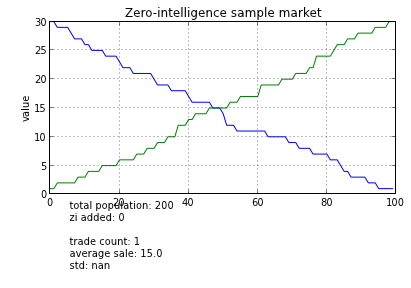 Zero-intelligence sample market
30
25
20
15
10
5
0
value
0 20 40 60 80 100
total population: 200
zi added: 0
trade count: 1
average sale: 15.0
std: nan